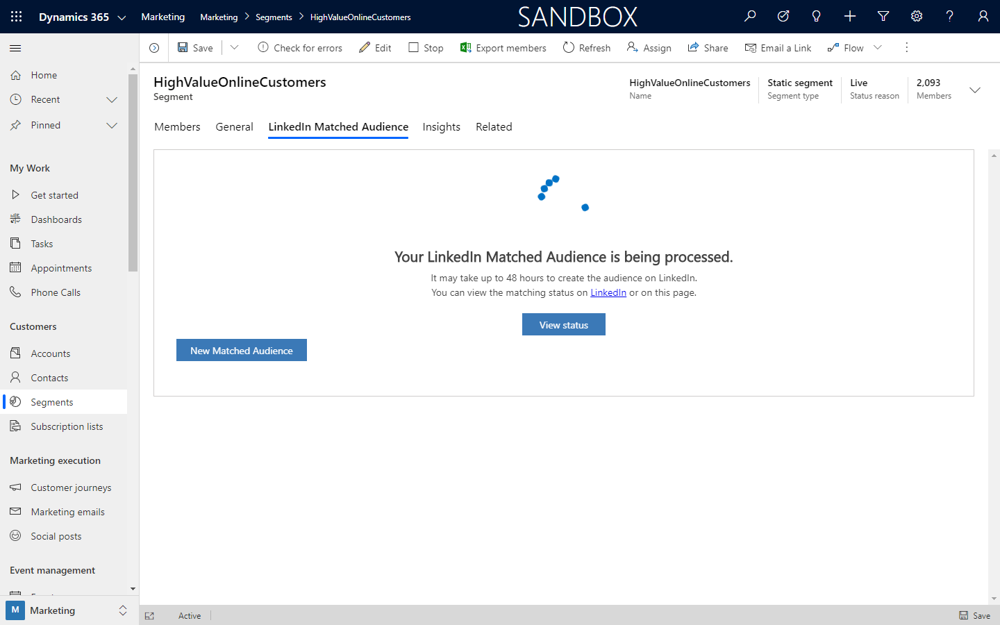 Dynamics 365
Marketing
Marketing > Segments > HighValueOnlineCustomers
SANDBOX
Save
Check for errors
Edit
Stop
Export members
Refresh
Assign
Share
Email a Link
Flow
Home
Recent
Pinned
My Work
Get started
Dashboards
Tasks
Appointments
Phone Calls
Customers
Accounts
Contacts
Segments
Subscription lists
Marketing execution
Customer journeys
Marketing emails
Social posts
Event management
M Marketing
HighValueOnlineCustomers
Segment
HighValueOnlineCustomers
Name
Static segment
Segment type
Live
Status reason
2,093
Members
Members
General
LinkedIn Matched Audience
Insights
Related
Your LinkedIn Matched Audience is being processed.
It may take up to 48 hours to create the audience on LinkedIn.
You can view the matching status on LinkedIn or on this page.
View status
New Matched Audience
Active
Save